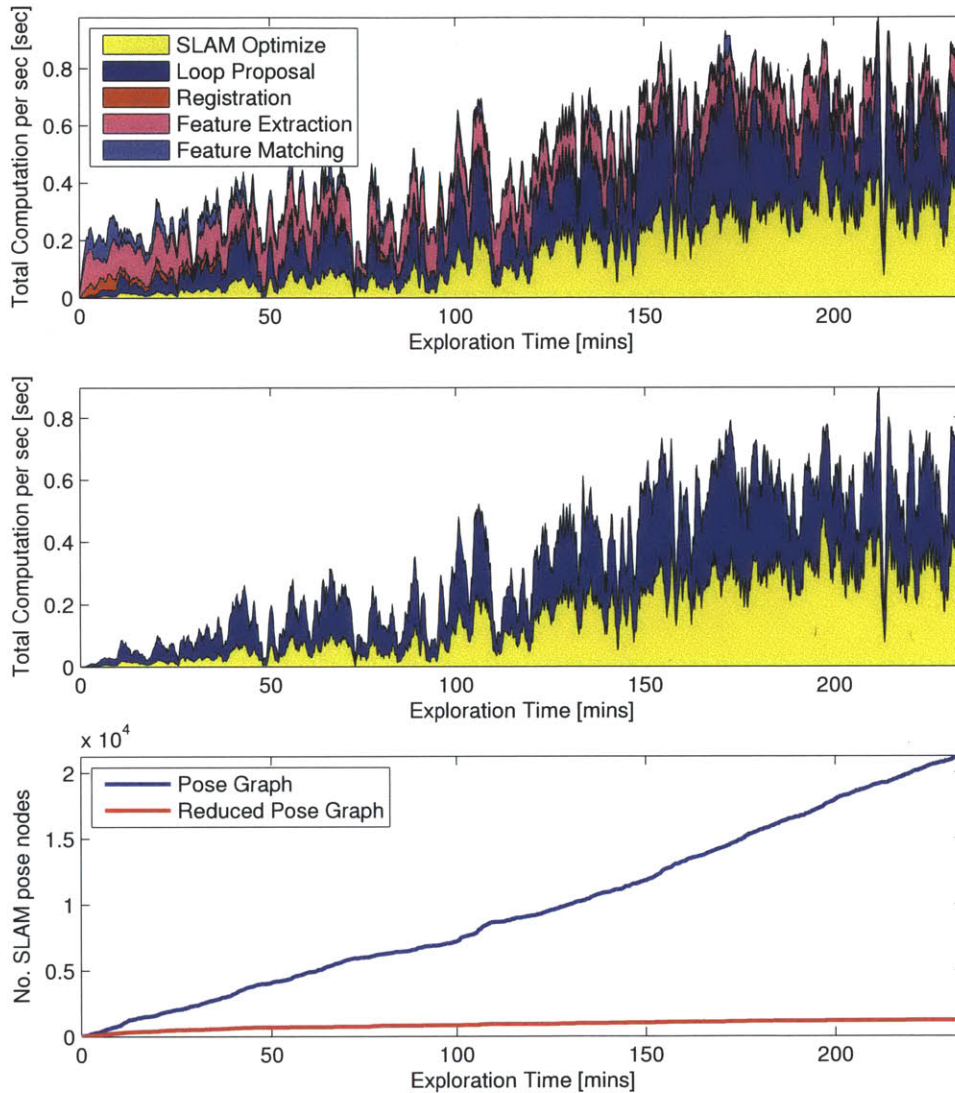 Total Computation per sec [sec]
0.8
0.6
0.4
0.2
0
SLAM Optimize
Loop Proposal
Registration
Feature Extraction
Feature Matching
0 50 100 150 200
Exploration Time [mins]
Total Computation per sec [sec]
0.8
0.6
0.4
0.2
0
0 50 100 150 200
Exploration Time [mins]
x 10^4
No. SLAM pose nodes
2
1.5
1
0.5
0
Pose Graph
Reduced Pose Graph
0 50 100 150 200
Exploration Time [mins]